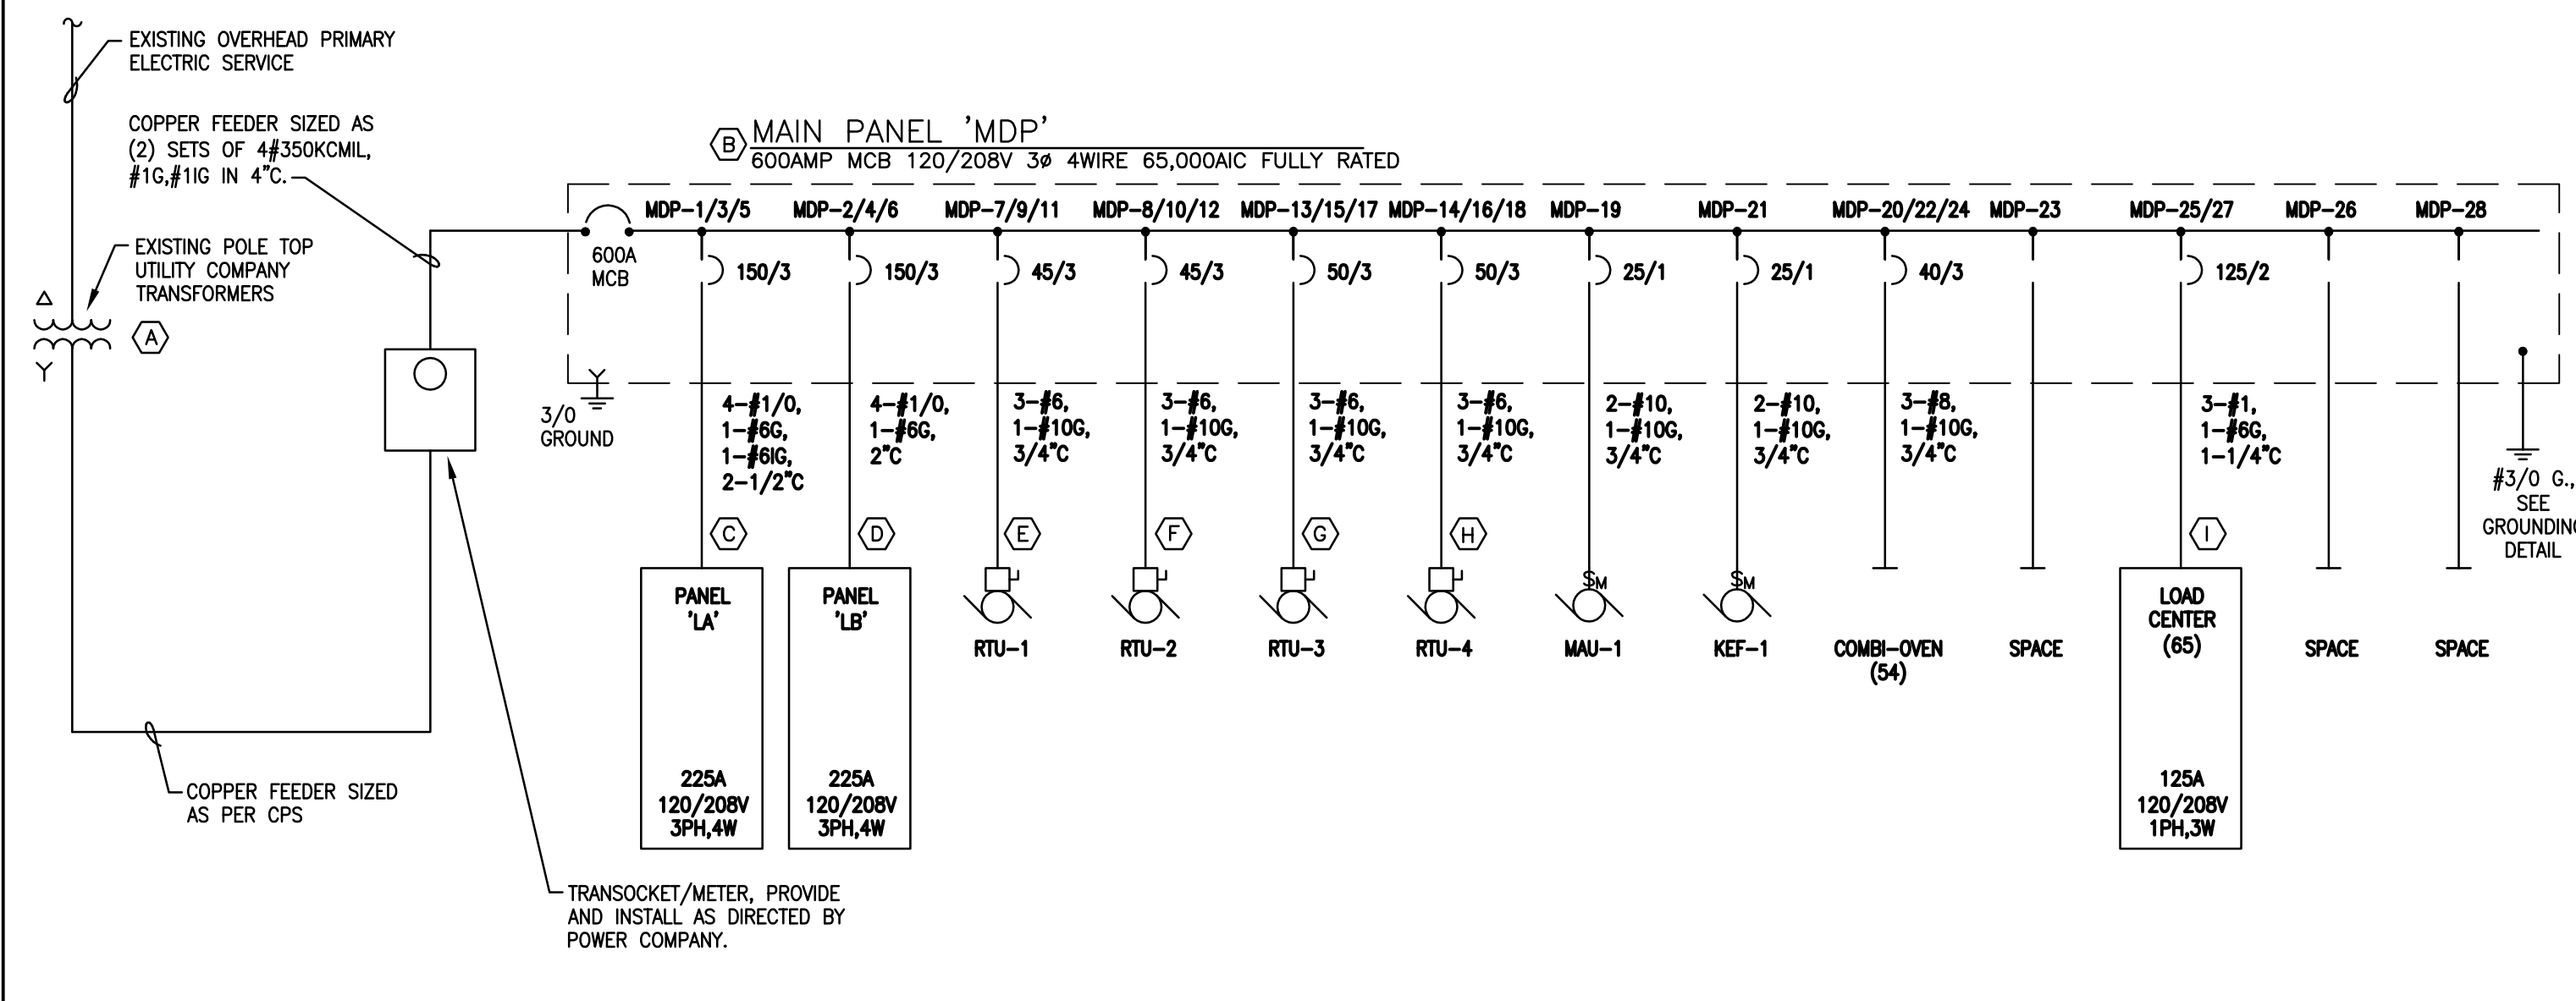 EXISTING OVERHEAD PRIMARY
ELECTRIC SERVICE
COPPER FEEDER SIZED AS
(2) SETS OF 4#350KCMIL,
#1G,#1IG IN 4"C.
EXISTING POLE TOP
UTILITY COMPANY
TRANSFORMERS
Δ
A
Y
B
MAIN PANEL 'MDP'
600AMP MCB 120/208V 3ø 4WIRE 65,000AIC FULLY RATED
600A
MCB
3/0
GROUND
MDP-1/3/5
150/3
4-#1/0,
1-#6G,
1-#6IG,
2-1/2"C
C
PANEL
'LA'
225A
120/208V
3PH,4W
MDP-2/4/6
150/3
4-#1/0,
1-#6G,
2"C
D
PANEL
'LB'
225A
120/208V
3PH,4W
MDP-7/9/11
45/3
3-#6,
1-#10G,
3/4"C
E
RTU-1
MDP-8/10/12
45/3
3-#6,
1-#10G,
3/4"C
F
RTU-2
MDP-13/15/17
50/3
3-#6,
1-#10G,
3/4"C
G
RTU-3
MDP-14/16/18
50/3
3-#6,
1-#10G,
3/4"C
H
RTU-4
MDP-19
25/1
2-#10,
1-#10G,
3/4"C
SM
MAU-1
MDP-21
25/1
2-#10,
1-#10G,
3/4"C
SM
KEF-1
MDP-20/22/24
40/3
3-#8,
1-#10G,
3/4"C
COMBI-OVEN
(54)
MDP-23
SPACE
MDP-25/27
125/2
3-#1,
1-#6G,
1-1/4"C
I
LOAD
CENTER
(65)
125A
120/208V
1PH,3W
MDP-26
SPACE
MDP-28
SPACE
#3/0 G.,
SEE
GROUNDING
DETAIL
COPPER FEEDER SIZED
AS PER CPS
TRANSOCKET/METER, PROVIDE
AND INSTALL AS DIRECTED BY
POWER COMPANY.